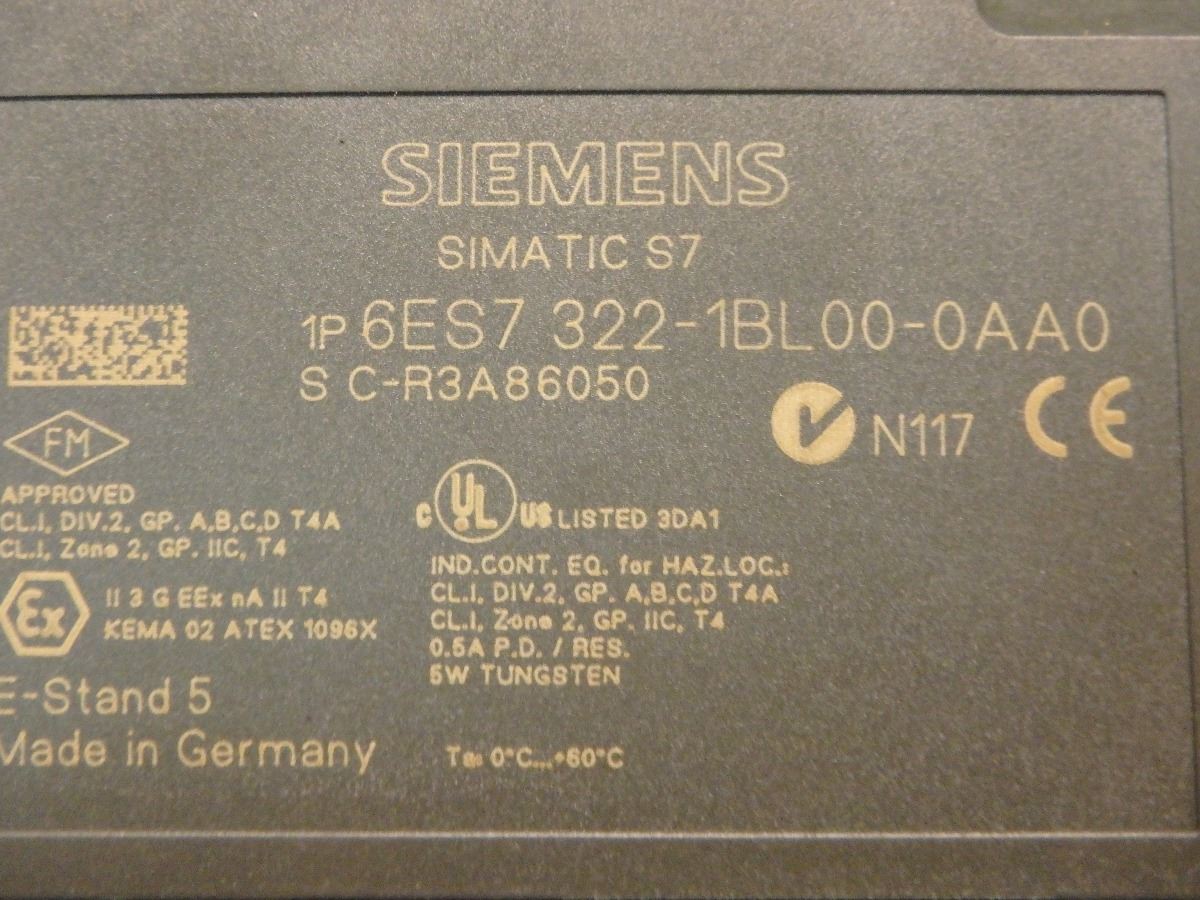 SIEMENS
SIMATIC S7
1P 6ES7 322-1BL00-0AA0
S C-R3A86050
N117 CE
FM
APPROVED
CL.I, DIV.2, GP. A,B,C,D T4A
CL.I, Zone 2, GP. IIC, T4
Ex II 3 G EEx nA II T4
KEMA 02 ATEX 1096X
E-Stand 5
Made in Germany
c UL US LISTED 3DA1
IND.CONT. EQ. for HAZ.LOC.:
CL.I, DIV.2, GP. A,B,C,D T4A
CL.I, Zone 2, GP. IIC, T4
0.5A P.D. / RES.
5W TUNGSTEN
Ta: 0°C...+60°C